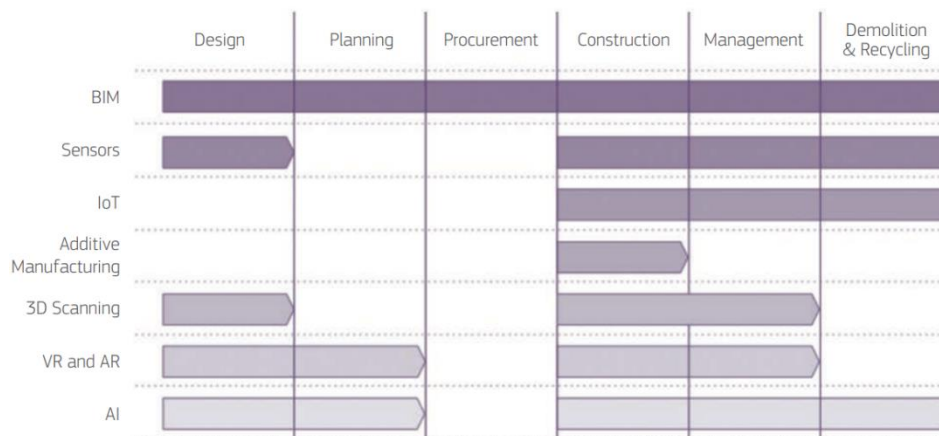 Design
Planning
Procurement
Construction
Management
Demolition
& Recycling
BIM
Sensors
IoT
Additive
Manufacturing
3D Scanning
VR and AR
AI